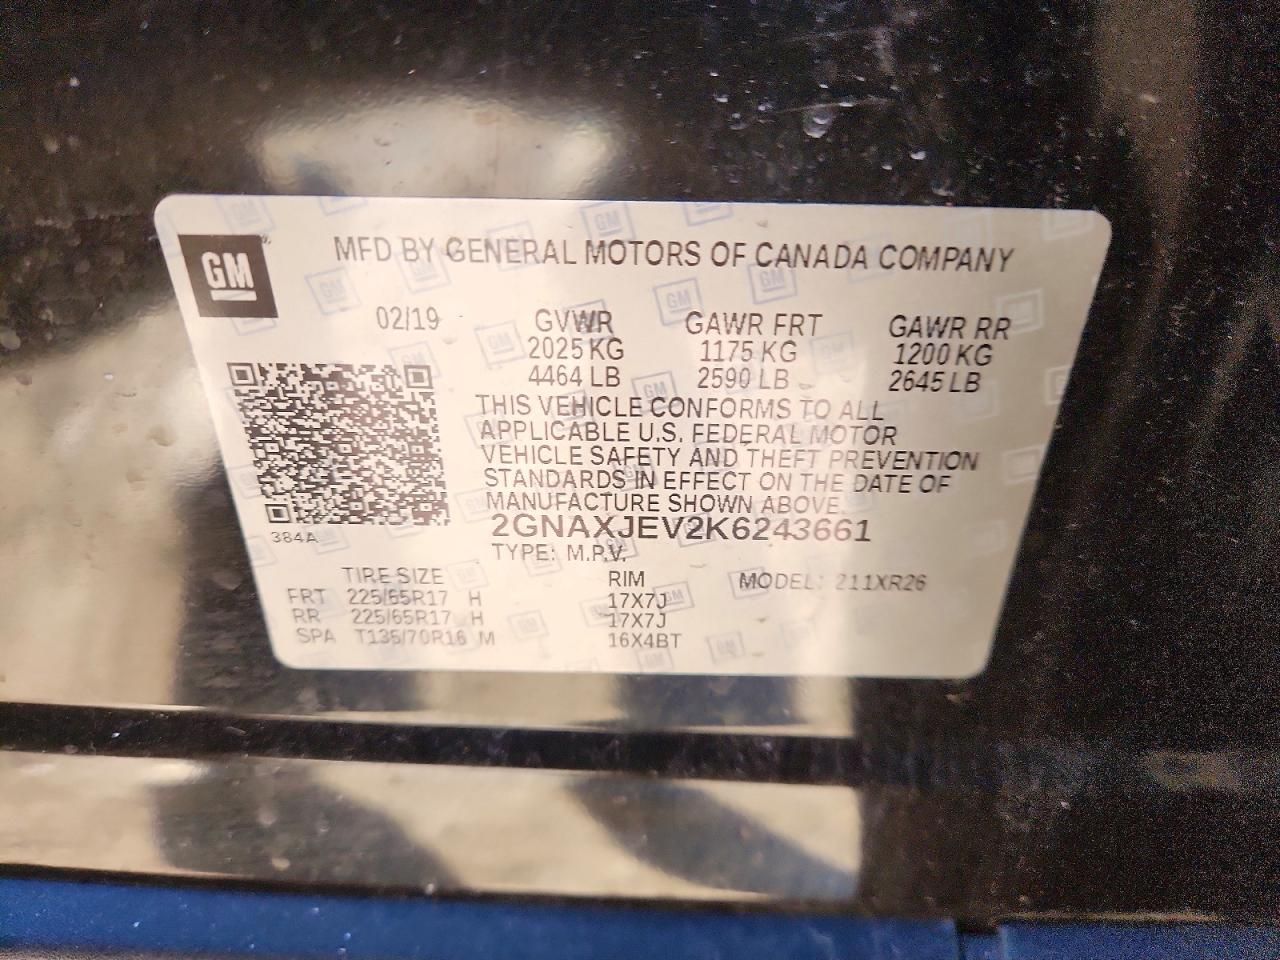 GM
MFD BY GENERAL MOTORS OF CANADA COMPANY
02/19 GVWR GAWR FRT GAWR RR
2025 KG 1175 KG 1200 KG
4464 LB 2590 LB 2645 LB
THIS VEHICLE CONFORMS TO ALL
APPLICABLE U.S. FEDERAL MOTOR
VEHICLE SAFETY AND THEFT PREVENTION
STANDARDS IN EFFECT ON THE DATE OF
MANUFACTURE SHOWN ABOVE.
384A
2GNAXJEV2K6243661
TYPE: M.P.V.
TIRE SIZE RIM MODEL: 211XR26
FRT 225/65R17 H 17X7J
RR 225/65R17 H 17X7J
SPA T135/70R16 M 16X4BT